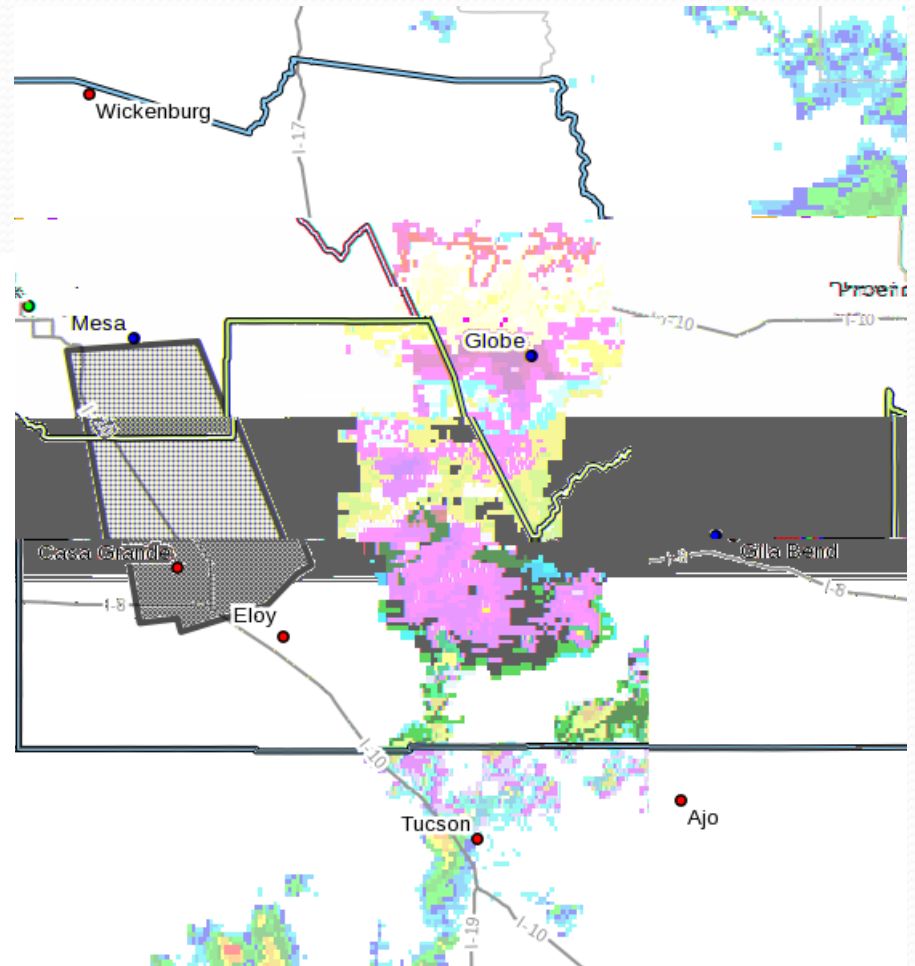 Wickenburg
I-17
Mesa
I-10
I-10
Globe
Casa Grande
Gila Bend
I-8
I-8
Eloy
I-10
Ajo
Tucson
I-19
I-10